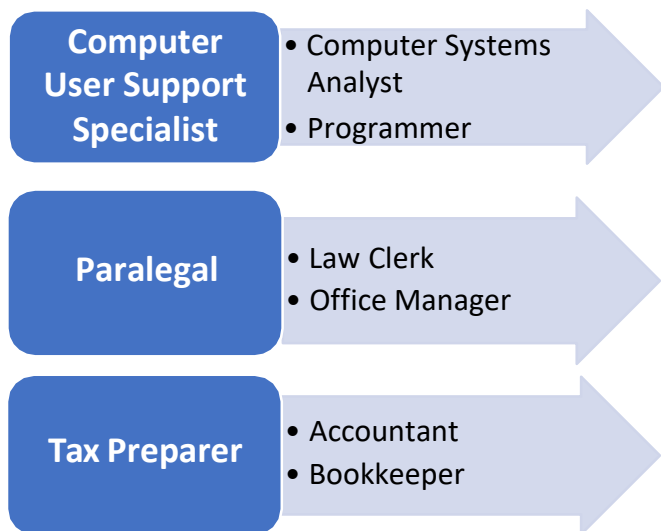 Computer
User Support
Specialist
• Computer Systems
Analyst
• Programmer
Paralegal
• Law Clerk
• Office Manager
Tax Preparer
• Accountant
• Bookkeeper